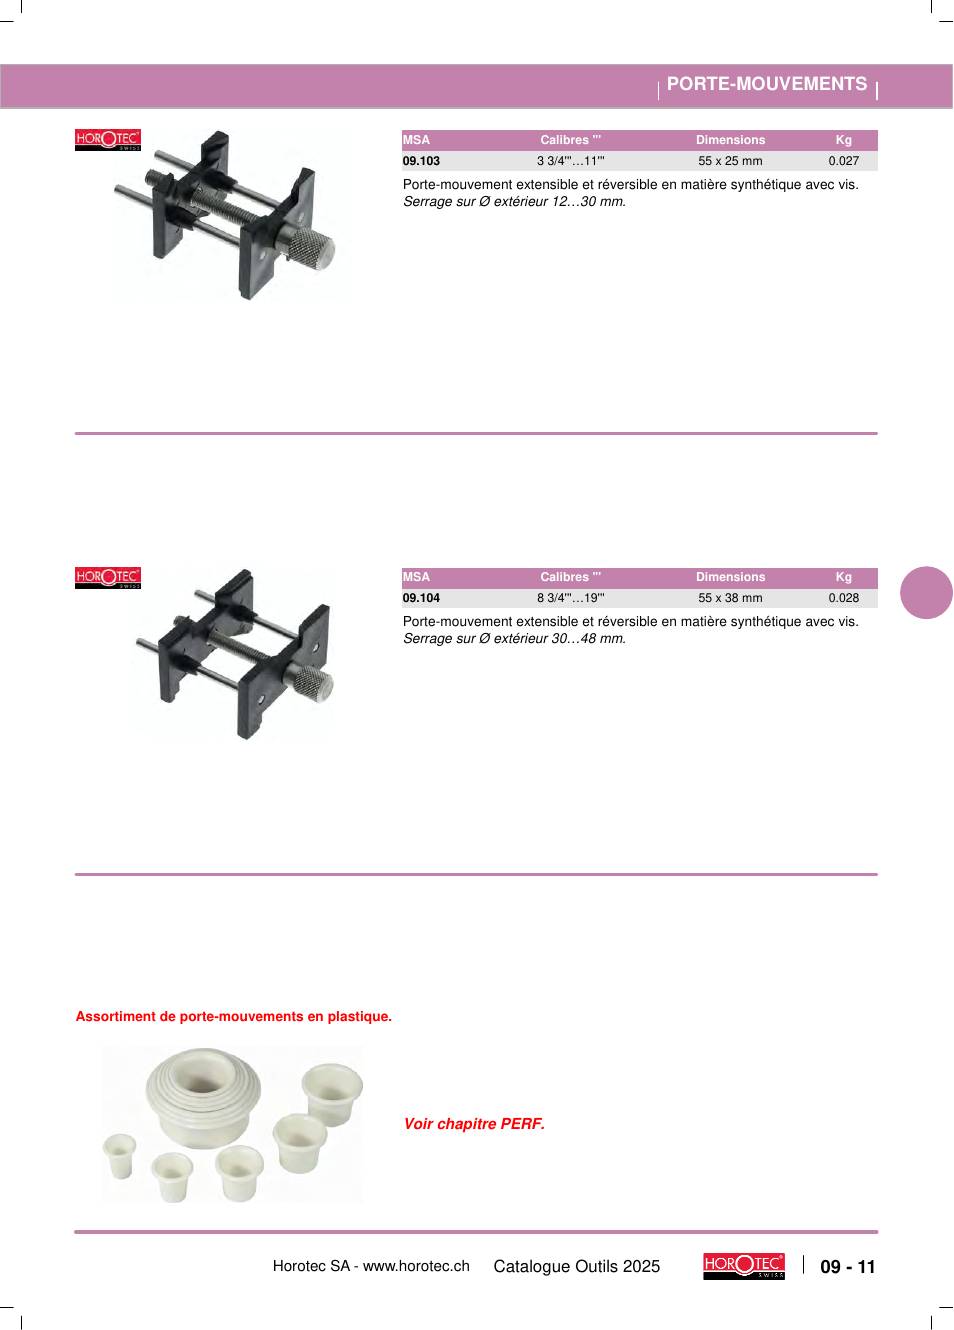 PORTE-MOUVEMENTS
HOROTEC®
SWISS
MSA Calibres ''' Dimensions Kg
09.103 3 3/4'''…11''' 55 x 25 mm 0.027
Porte-mouvement extensible et réversible en matière synthétique avec vis.
Serrage sur Ø extérieur 12…30 mm.
HOROTEC®
SWISS
MSA Calibres ''' Dimensions Kg
09.104 8 3/4'''…19''' 55 x 38 mm 0.028
Porte-mouvement extensible et réversible en matière synthétique avec vis.
Serrage sur Ø extérieur 30…48 mm.
Assortiment de porte-mouvements en plastique.
Voir chapitre PERF.
Horotec SA - www.horotec.ch Catalogue Outils 2025 HOROTEC® SWISS 09 - 11